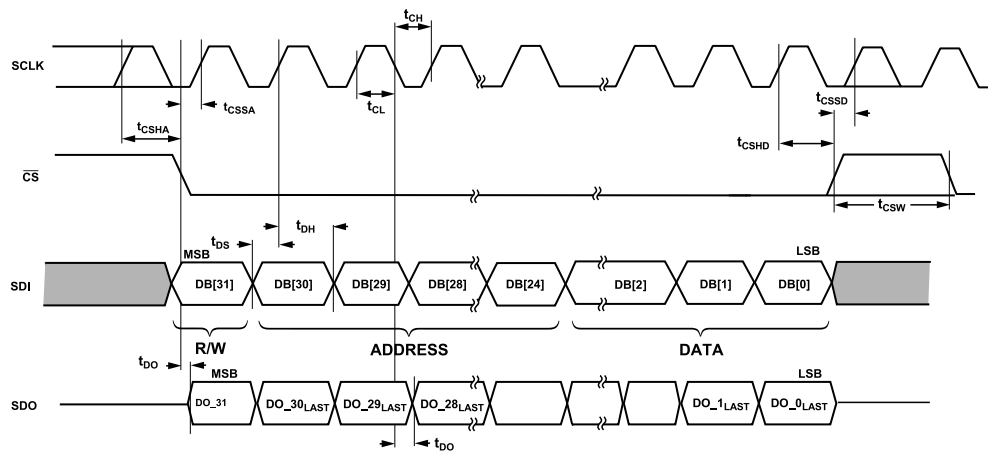 tCH
SCLK
tCSSA
tCL
tCSSD
tCSHA
tCSHD
CS
tCSW
tDS
tDH
MSB
LSB
SDI
DB[31]
DB[30]
DB[29]
DB[28]
DB[24]
DB[2]
DB[1]
DB[0]
R/W
ADDRESS
DATA
tDO
MSB
LSB
SDO
DO_31
DO_30LAST
DO_29LAST
DO_28LAST
DO_1LAST
DO_0LAST
tDO